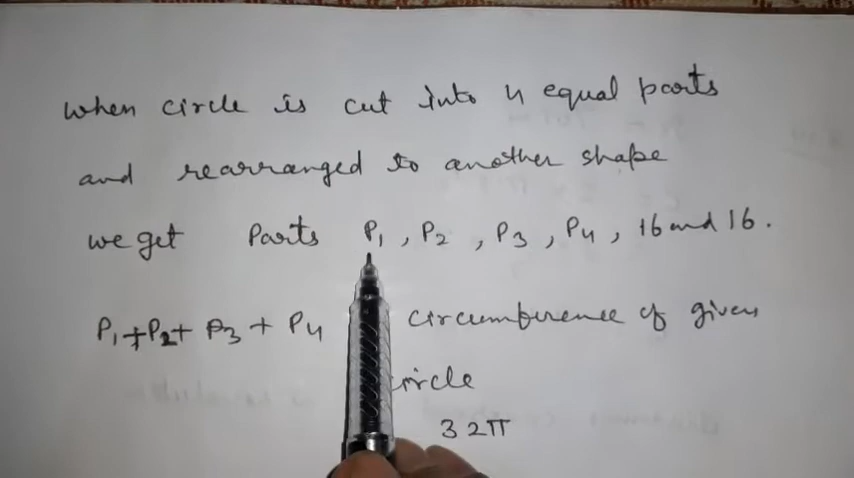 when circle is cut into 4 equal parts
and rearranged to another shape
we get Parts P1, P2, P3, P4, 16 and 16.
P1+P2+P3+P4 circumference of given
circle
32π